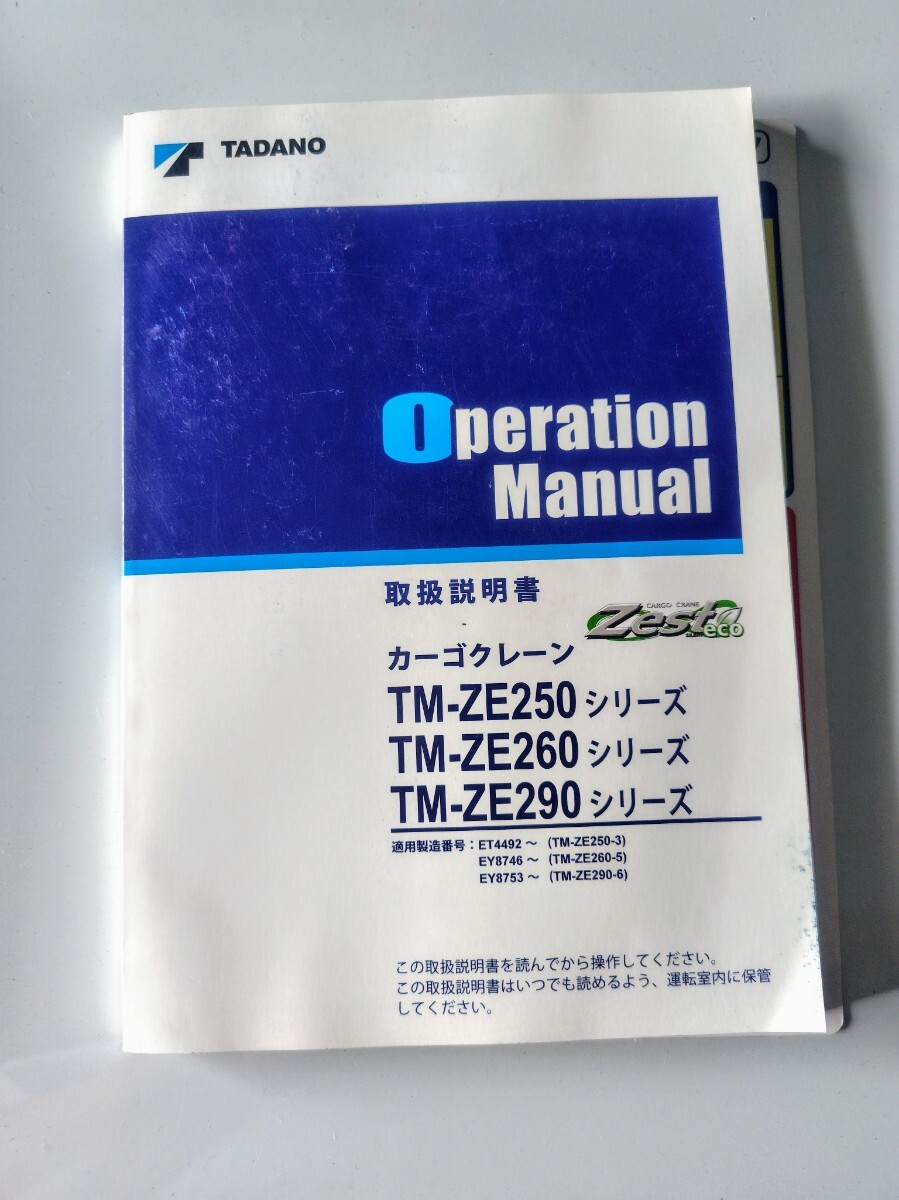 TADANO
Operation
Manual
取扱説明書
CARGO CRANE
Zest eco
カーゴクレーン
TM-ZE250 シリーズ
TM-ZE260 シリーズ
TM-ZE290 シリーズ
適用製造番号：ET4492 ～ (TM-ZE250-3)
EY8746 ～ (TM-ZE260-5)
EY8753 ～ (TM-ZE290-6)
この取扱説明書を読んでから操作してください。
この取扱説明書はいつでも読めるよう、運転室内に保管
してください。